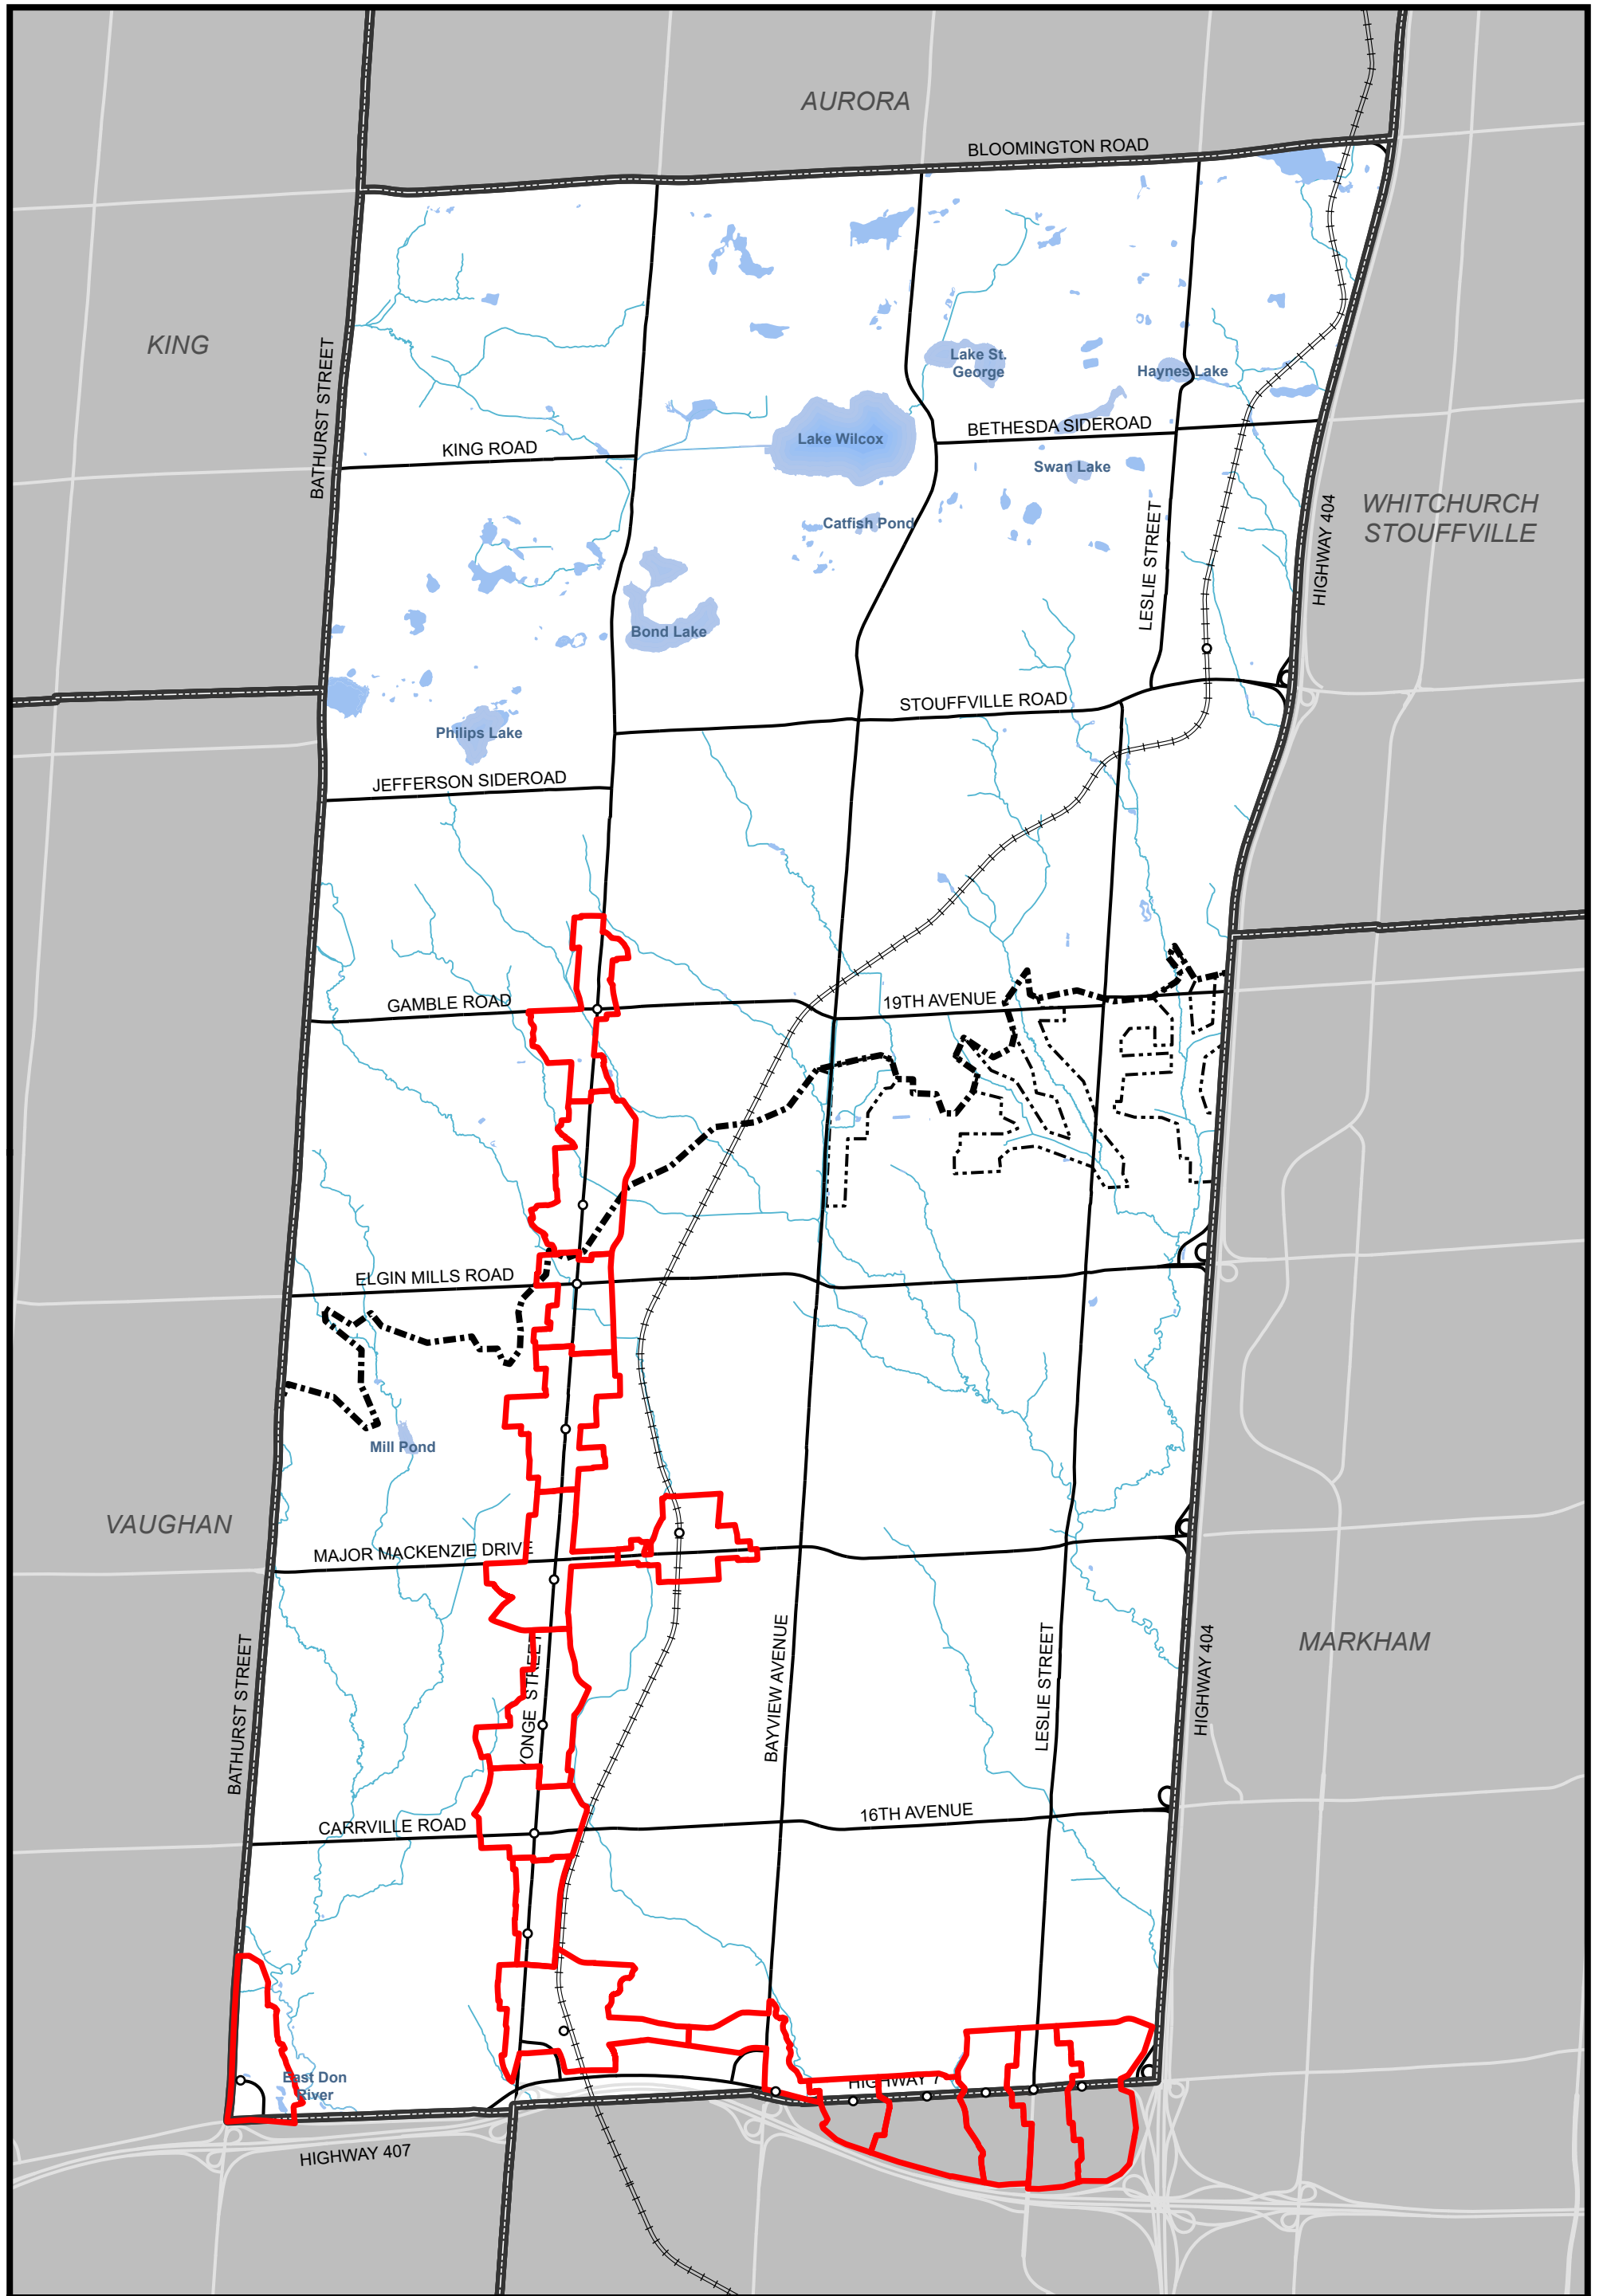 AURORA
BLOOMINGTON ROAD
KING
BATHURST STREET
Lake St.
George
Haynes Lake
KING ROAD
Lake Wilcox
BETHESDA SIDEROAD
Swan Lake
Catfish Pond
LESLIE STREET
HIGHWAY 404
WHITCHURCH
STOUFFVILLE
Bond Lake
STOUFFVILLE ROAD
Philips Lake
JEFFERSON SIDEROAD
GAMBLE ROAD
19TH AVENUE
ELGIN MILLS ROAD
Mill Pond
VAUGHAN
MAJOR MACKENZIE DRIVE
BATHURST STREET
YONGE STREET
BAYVIEW AVENUE
LESLIE STREET
HIGHWAY 404
MARKHAM
CARRVILLE ROAD
16TH AVENUE
East Don
River
HIGHWAY 7
HIGHWAY 407